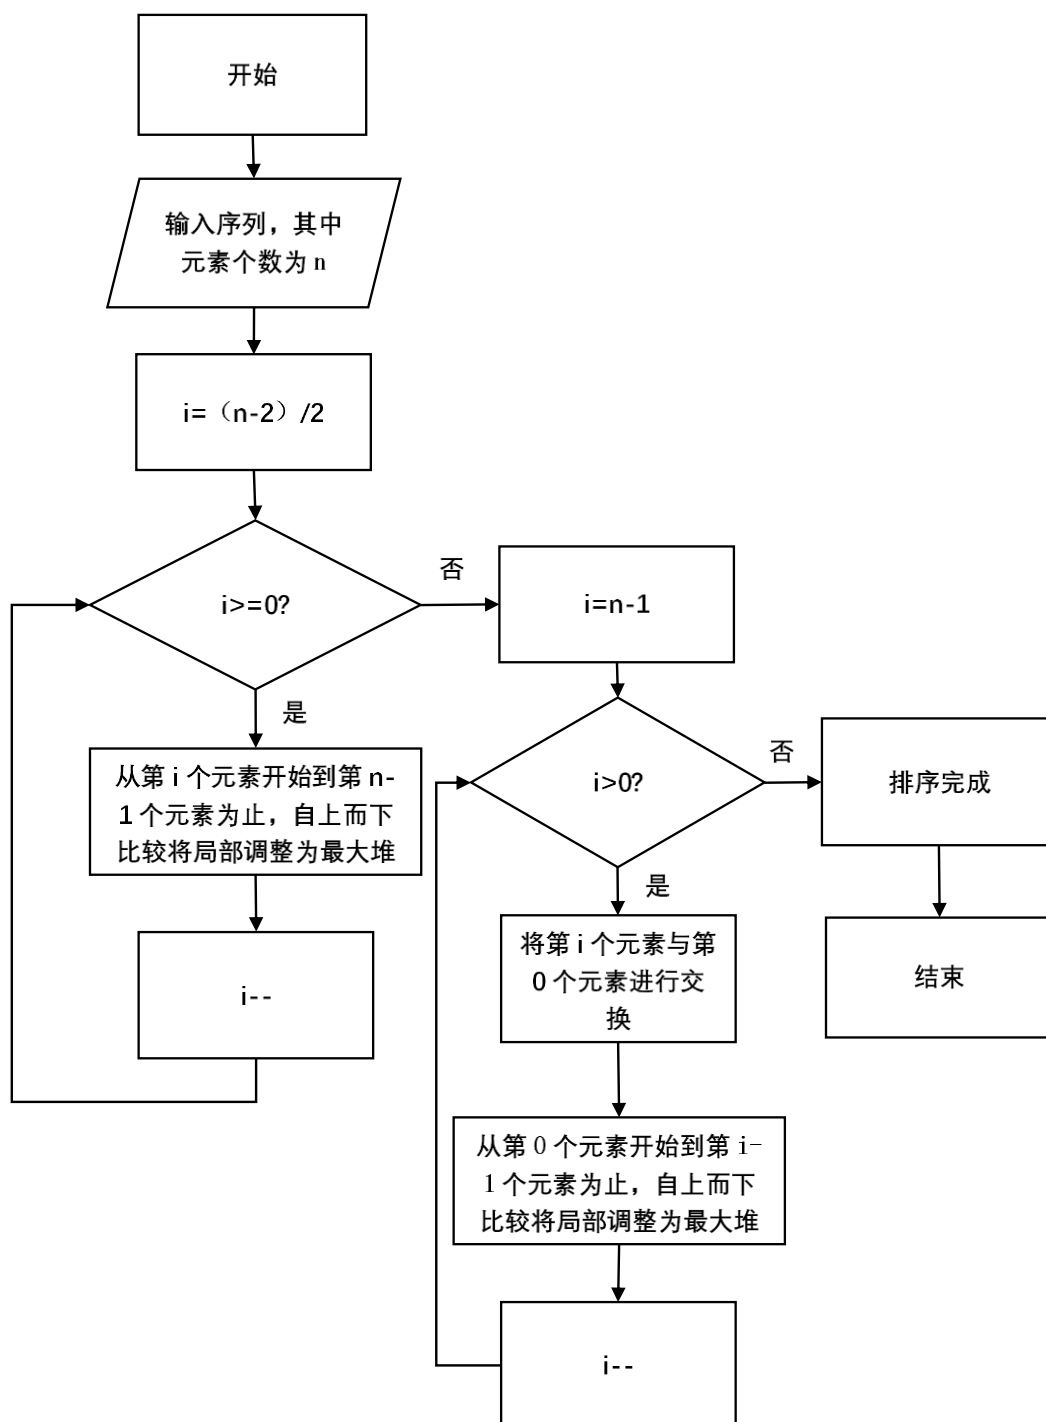 开始
输入序列，其中
元素个数为 n
i=（n-2）/2
i>=0?
否
i=n-1
是
从第 i 个元素开始到第 n-
1 个元素为止，自上而下
比较将局部调整为最大堆
i--
i>0?
否
排序完成
结束
是
将第 i 个元素与第
0 个元素进行交
换
从第 0 个元素开始到第 i-
1 个元素为止，自上而下
比较将局部调整为最大堆
i--